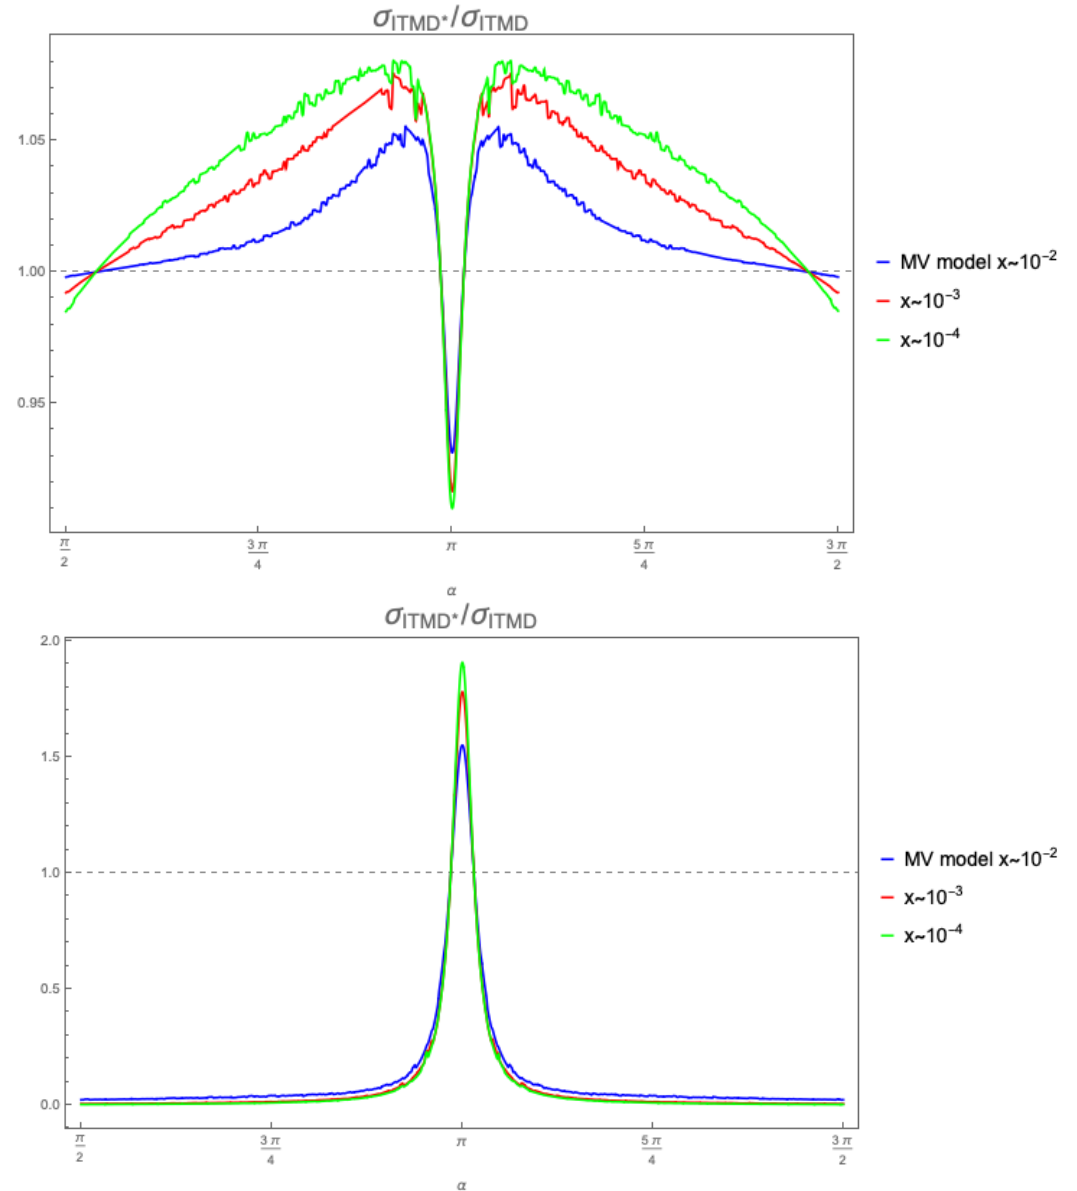 σITMD*/σITMD
1.05
1.00
0.95
π/2
3π/4
π
5π/4
3π/2
α
MV model x~10⁻²
x~10⁻³
x~10⁻⁴
σITMD*/σITMD
2.0
1.5
1.0
0.5
0.0
π/2
3π/4
π
5π/4
3π/2
α
MV model x~10⁻²
x~10⁻³
x~10⁻⁴